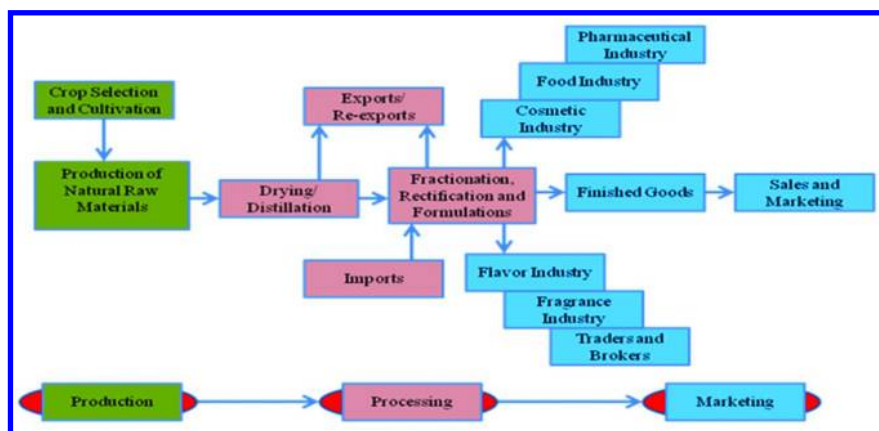 Pharmaceutical
Industry
Food Industry
Cosmetic
Industry
Crop Selection
and Cultivation
Exports/
Re-exports
Production of
Natural Raw
Materials
Drying/
Distillation
Fractionation,
Rectification and
Formulations
Finished Goods
Sales and
Marketing
Imports
Flavor Industry
Fragrance
Industry
Traders and
Brokers
Production
Processing
Marketing